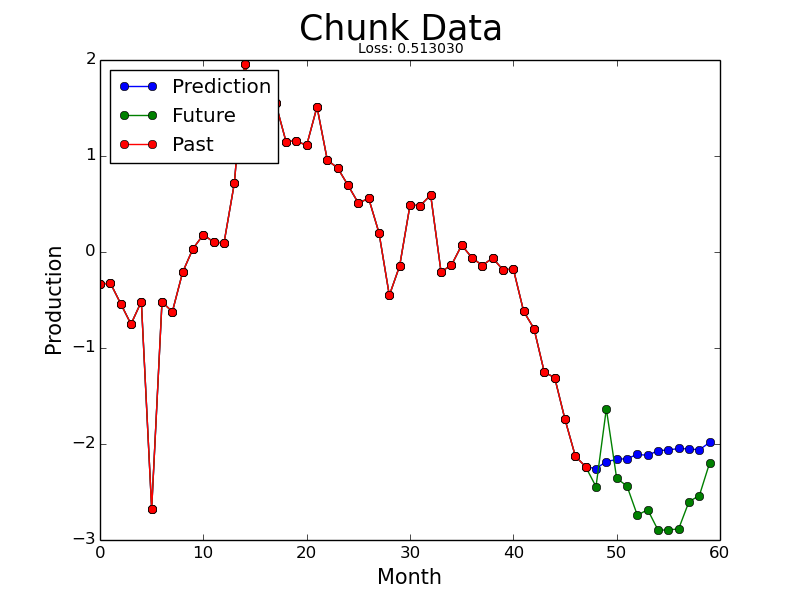 Chunk Data
Loss: 0.513030
Prediction
Future
Past
2
1
0
−1
−2
−3
Production
0 10 20 30 40 50 60
Month